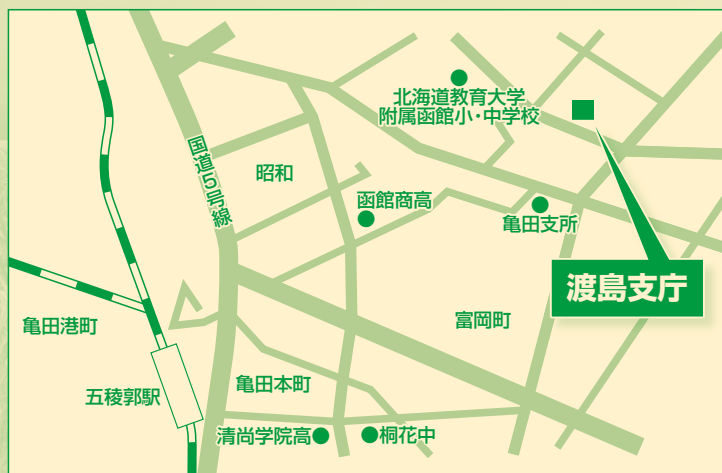 北海道教育大学
附属函館小・中学校
国道5号線
昭和
函館商高
亀田支所
渡島支庁
亀田港町
富岡町
五稜郭駅
亀田本町
清尚学院高
桐花中